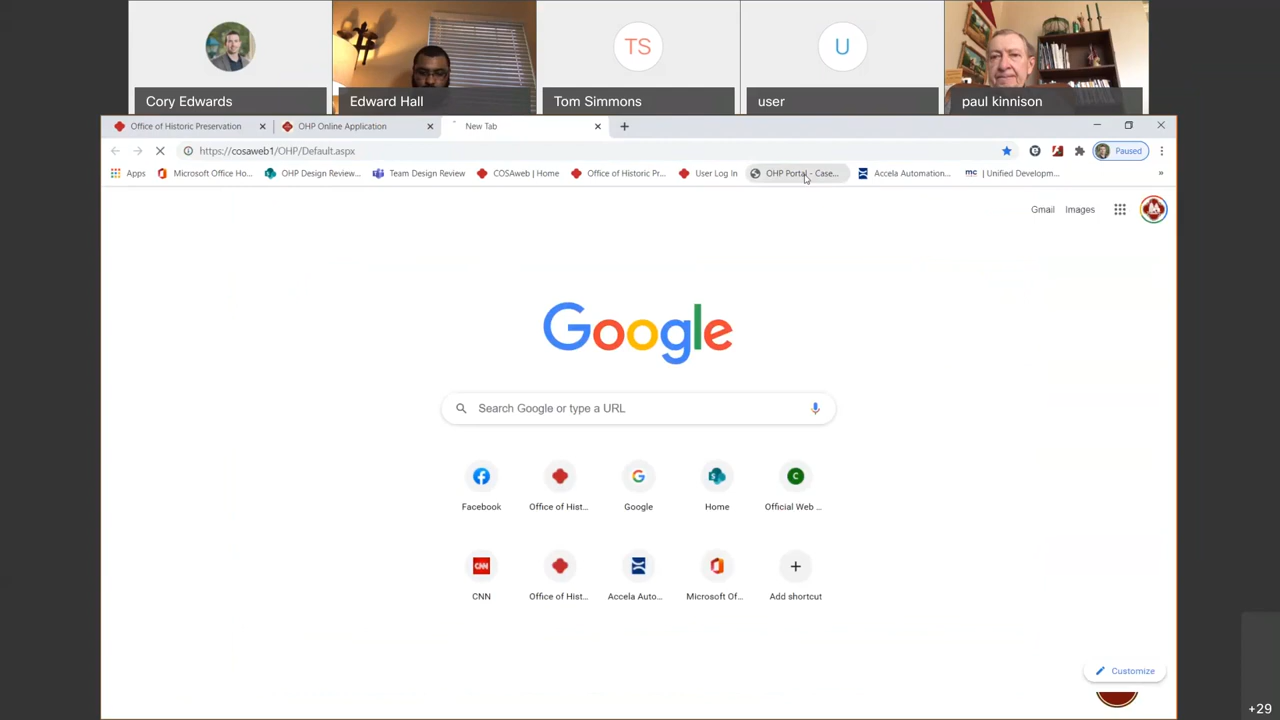 TS
U
Cory Edwards
Edward Hall
Tom Simmons
user
paul kinnison
Office of Historic Preservation
OHP Online Application
New Tab
https://cosaweb1/OHP/Default.aspx
Paused
Apps
Microsoft Office Ho...
OHP Design Review...
Team Design Review
COSAweb | Home
Office of Historic Pr...
User Log In
OHP Portal - Case...
Accela Automation...
mc
| Unified Developm...
»
Gmail
Images
Google
Search Google or type a URL
Facebook
Office of Hist...
Google
Home
Official Web ...
CNN
CNN
Office of Hist...
Accela Auto...
Microsoft Of...
Add shortcut
Customize
+29